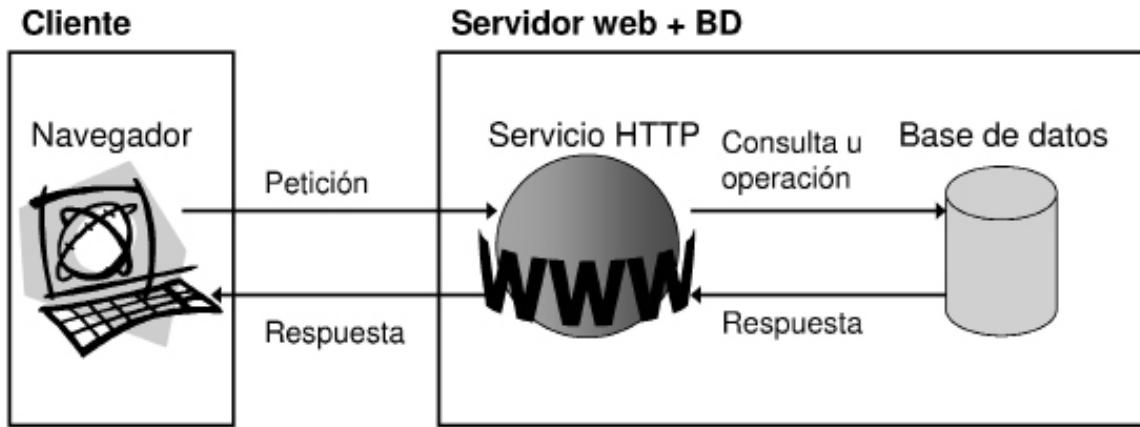 Cliente
Servidor web + BD
Navegador
Servicio HTTP
Consulta u
operación
Base de datos
Petición
WWW
Respuesta
Respuesta